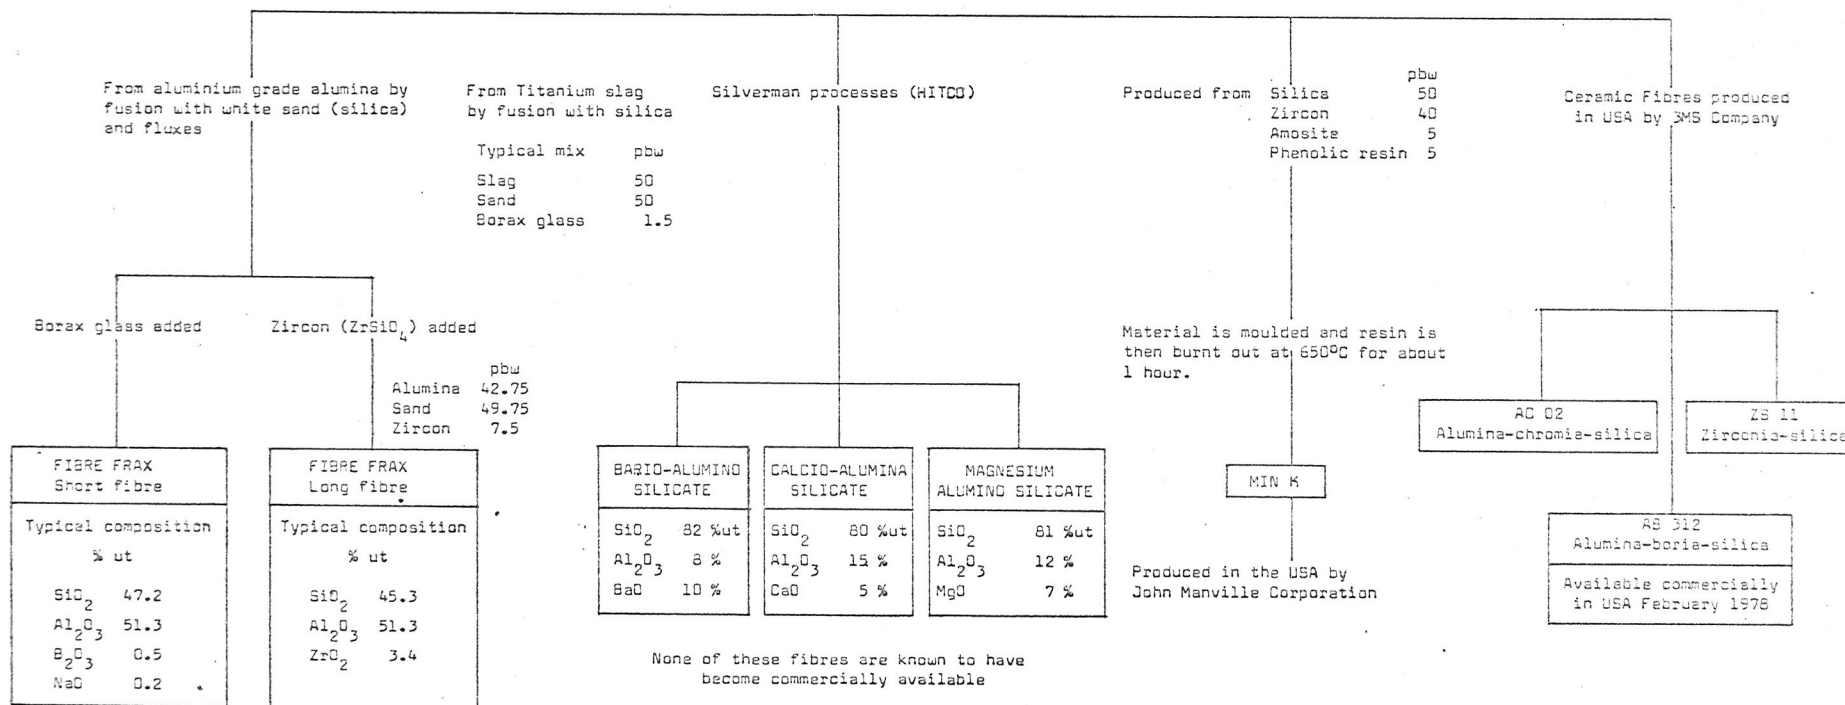 From aluminium grade alumina by
fusion with white sand (silica)
and fluxes
From Titanium slag
by fusion with silica
Typical mix pbw
Slag 50
Sand 50
Borax glass 1.5
Silverman processes (HITCO)
pbw
Produced from Silica 50
Zircon 40
Amosite 5
Phenolic resin 5
Ceramic Fibres produced
in USA by 3MS Company
Borax glass added
Zircon (ZrSiO4) added
pbw
Alumina 42.75
Sand 49.75
Zircon 7.5
Material is moulded and resin is
then burnt out at 650ºC for about
1 hour.
FIBRE FRAX
Short fibre
Typical composition
% wt
SiO2 47.2
Al2O3 51.3
B2O3 0.5
NaO 0.2
FIBRE FRAX
Long fibre
Typical composition
% wt
SiO2 45.3
Al2O3 51.3
ZrO2 3.4
BARIO-ALUMINO
SILICATE
SiO2 82 %wt
Al2O3 8 %
BaO 10 %
CALCIO-ALUMINA
SILICATE
SiO2 80 %wt
Al2O3 15 %
CaO 5 %
MAGNESIUM
ALUMINO SILICATE
SiO2 81 %wt
Al2O3 12 %
MgO 7 %
None of these fibres are known to have
become commercially available
MIN K
Produced in the USA by
John Manville Corporation
AC 02
Alumina-chromia-silica
ZS 11
Zirconia-silica
AB 312
Alumina-boria-silica
Available commercially
in USA February 1978